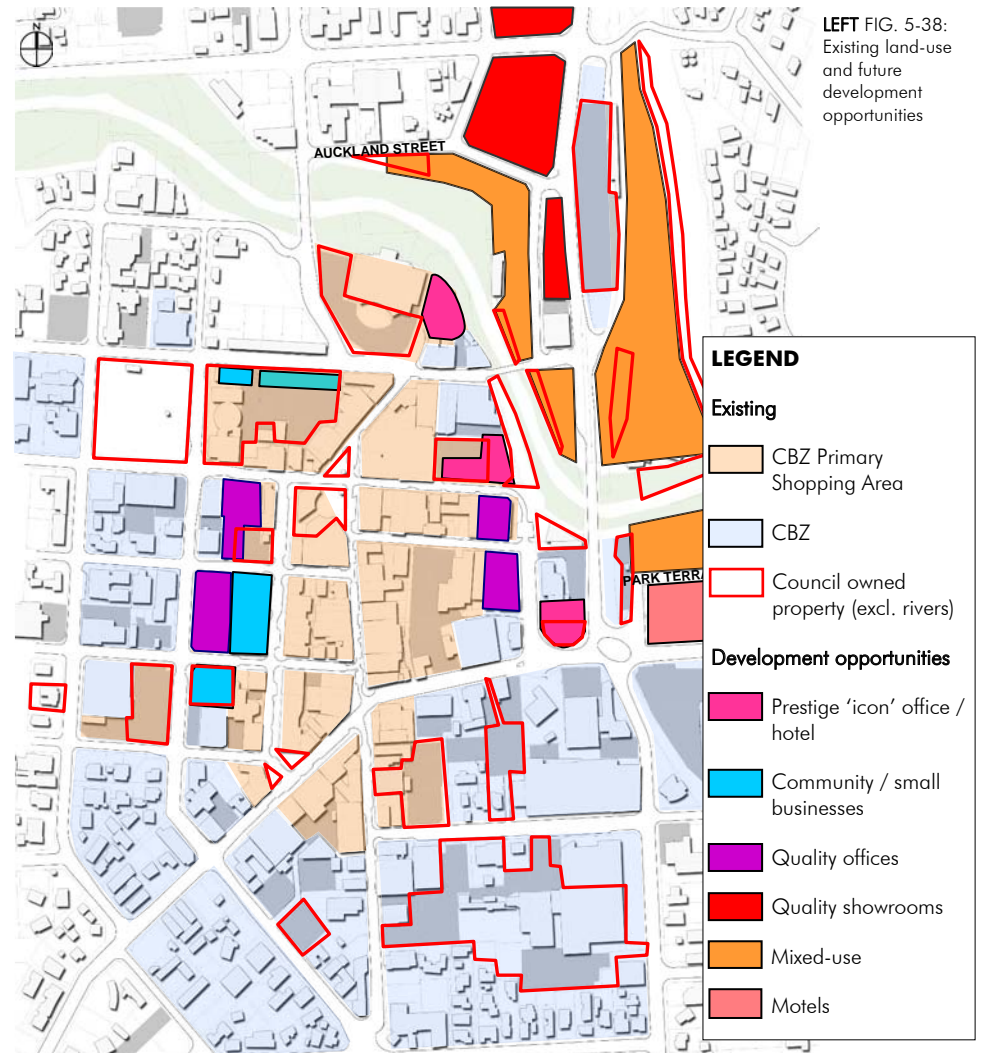 LEFT FIG. 5-38:
Existing land-use
and future
development
opportunities
N
AUCKLAND STREET
PARK TERRA
LEGEND
Existing
CBZ Primary
Shopping Area
CBZ
Council owned
property (excl. rivers)
Development opportunities
Prestige ‘icon’ office /
hotel
Community / small
businesses
Quality offices
Quality showrooms
Mixed-use
Motels